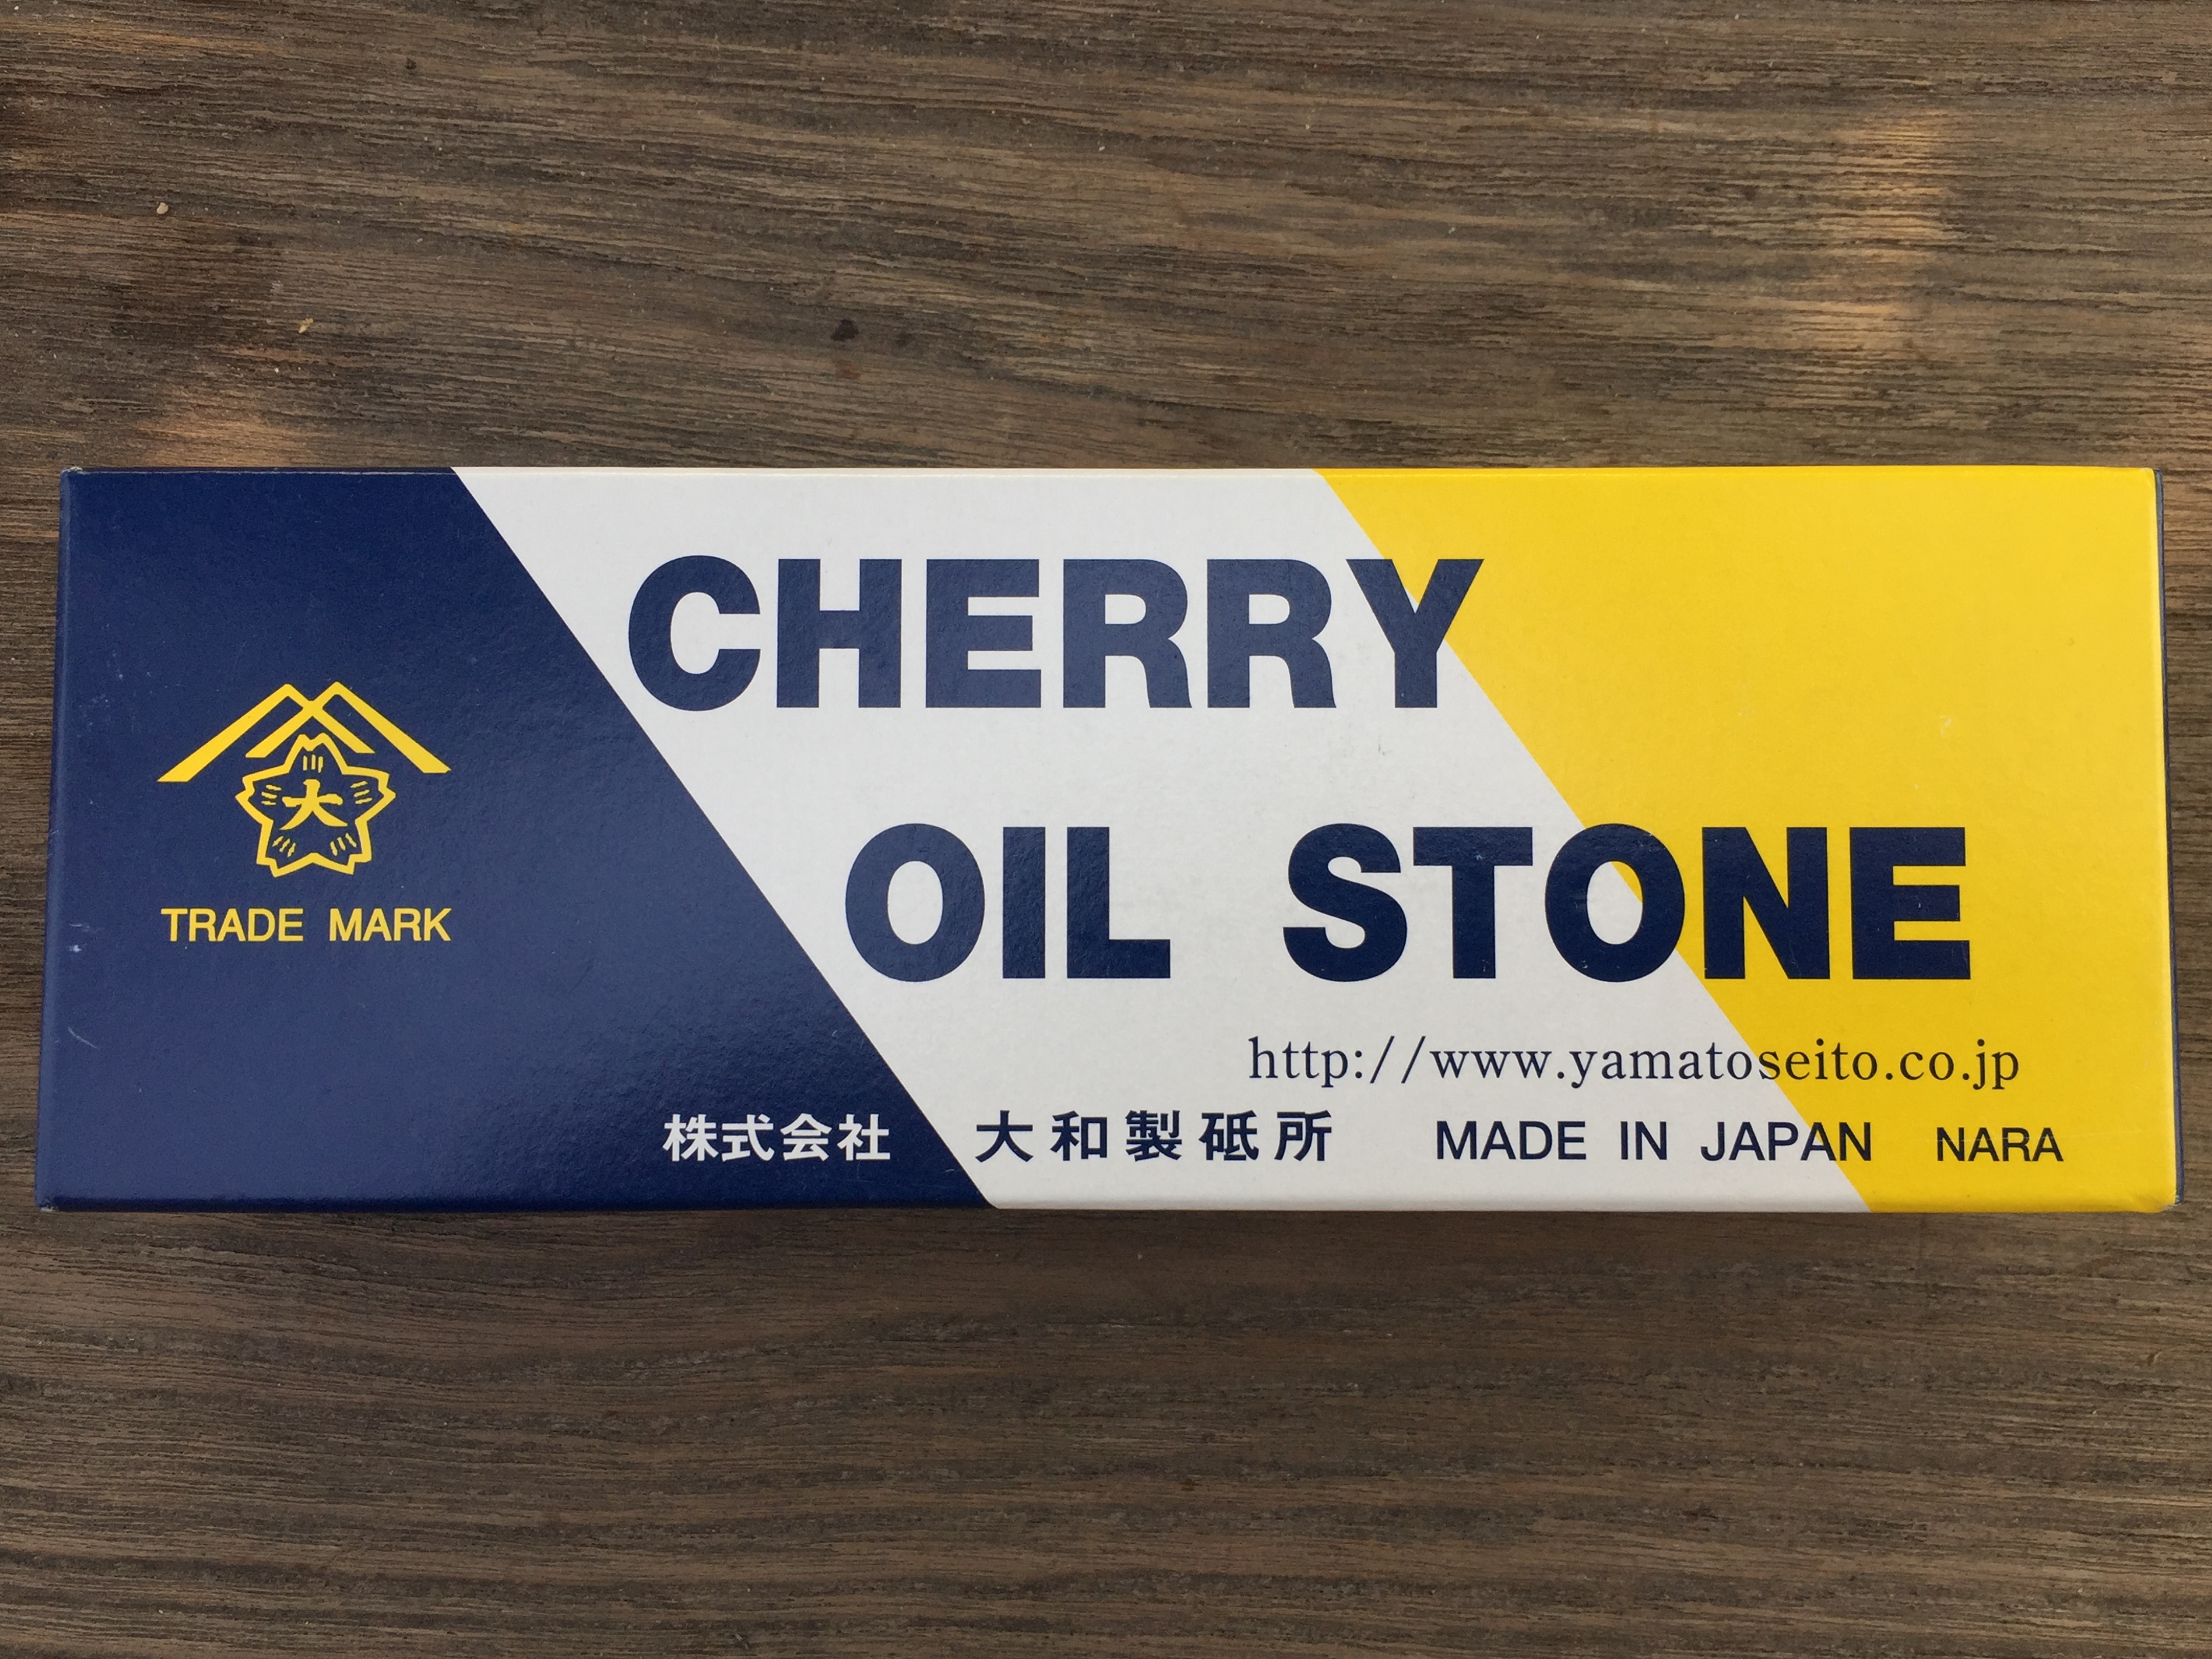 CHERRY
OIL STONE
大
TRADE MARK
http://www.yamatoseito.co.jp
株式会社 大和製砥所 MADE IN JAPAN NARA